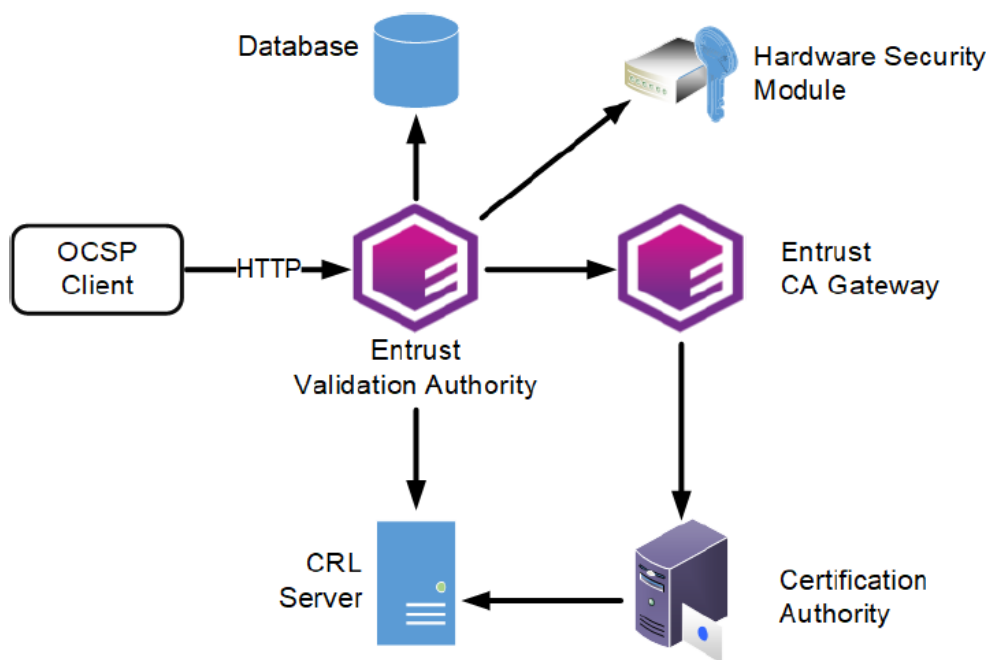 Database
Hardware Security
Module
OCSP
Client
HTTP
Entrust
Validation Authority
Entrust
CA Gateway
CRL
Server
Certification
Authority